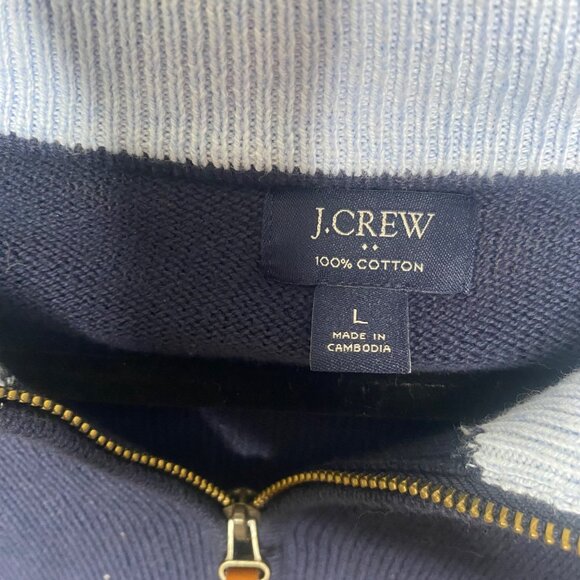 J.CREW
100% COTTON
L
MADE IN
CAMBODIA